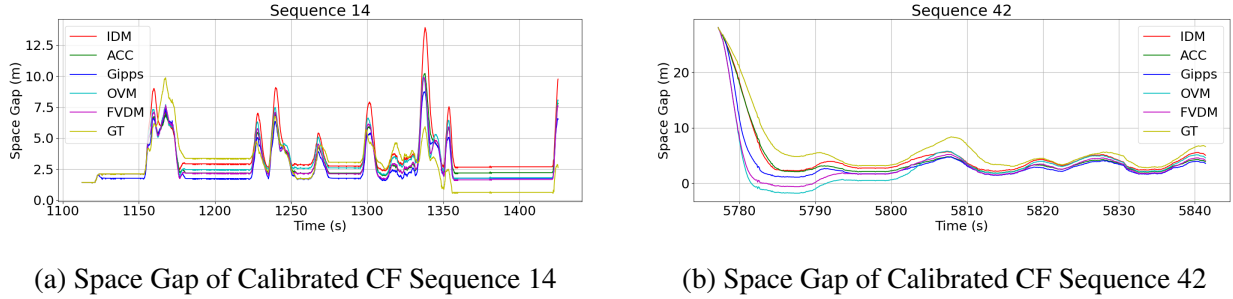 Sequence 14
Space Gap (m)
12.5
10.0
7.5
5.0
2.5
0.0
IDM
ACC
Gipps
OVM
FVDM
GT
1100 1150 1200 1250 1300 1350 1400
Time (s)
(a) Space Gap of Calibrated CF Sequence 14
Sequence 42
Space Gap (m)
20
10
0
IDM
ACC
Gipps
OVM
FVDM
GT
5780 5790 5800 5810 5820 5830 5840
Time (s)
(b) Space Gap of Calibrated CF Sequence 42